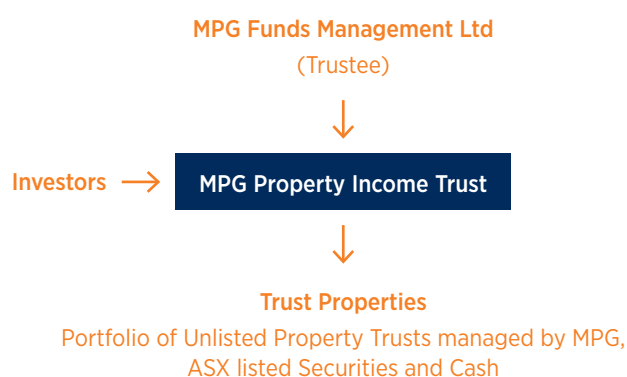 MPG Funds Management Ltd
(Trustee)
Investors
MPG Property Income Trust
Trust Properties
Portfolio of Unlisted Property Trusts managed by MPG,
ASX listed Securities and Cash